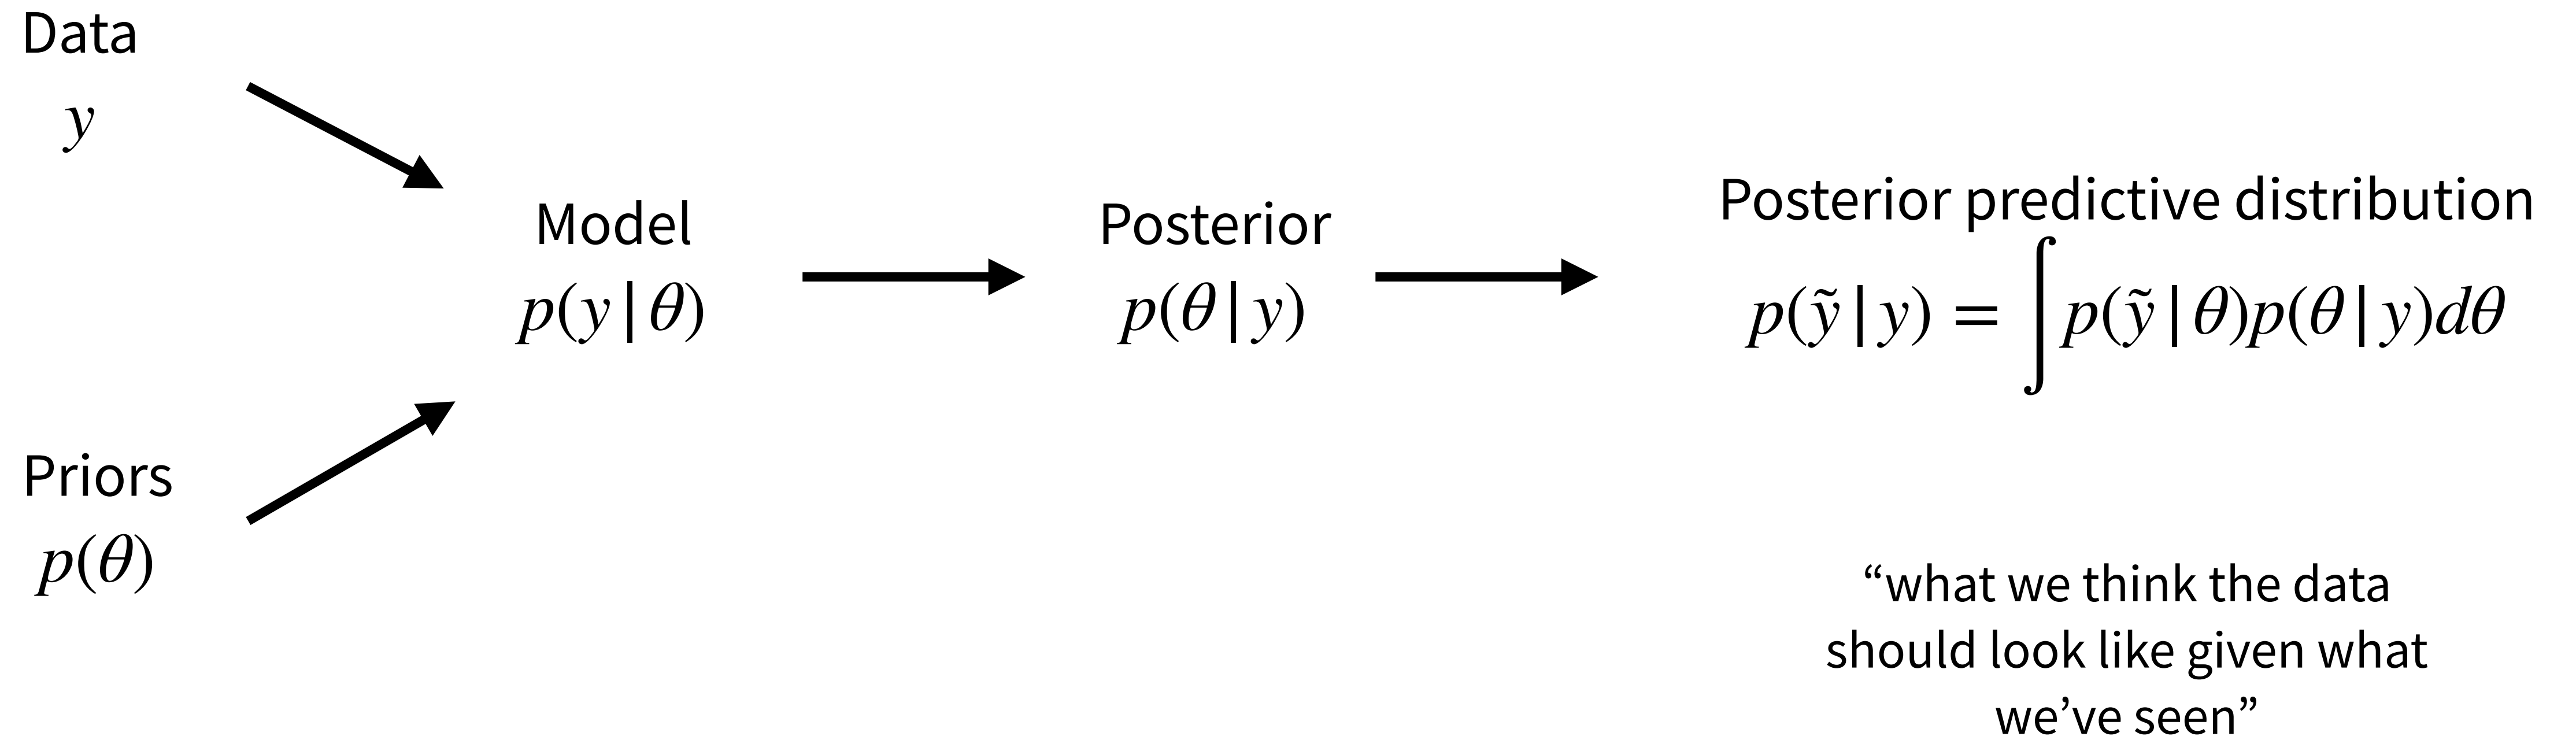 Data
y
Priors
p(θ)
Model
p(y|θ)
Posterior
p(θ|y)
Posterior predictive distribution
p(ỹ|y) = ∫p(ỹ|θ)p(θ|y)dθ
“what we think the data
should look like given what
we’ve seen”